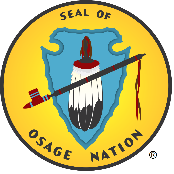 SEAL OF
OSAGE NATION
®